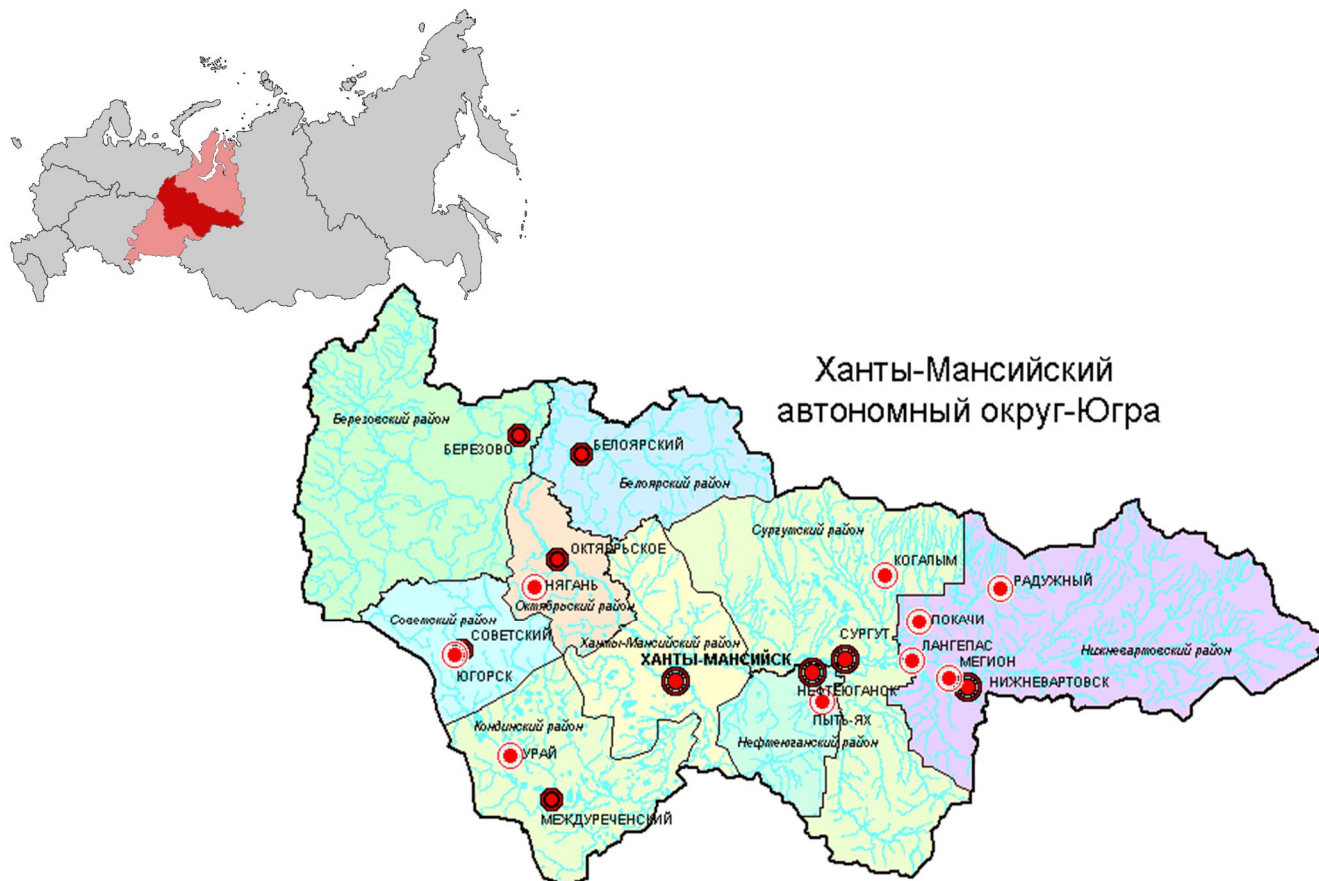 Ханты-Мансийский
автономный округ-Югра
Березовский район
БЕРЕЗОВО
БЕЛОЯРСКИЙ
Белоярский район
Сургутский район
ОКТЯБРЬСКОЕ
КОГАЛЫМ
РАДУЖНЫЙ
НЯГАНЬ
Октябрьский район
Советский район
СОВЕТСКИЙ
ПОКАЧИ
Ханты-Мансийский район
СУРГУТ
Нижневартовский район
ХАНТЫ-МАНСИЙСК
ЛАНГЕПАС
МЕГИОН
ЮГОРСК
НИЖНЕВАРТОВСК
НЕФТЕЮГАНСК
ПЫТЬ-ЯХ
Кондинский район
Нефтеюганский район
УРАЙ
МЕЖДУРЕЧЕНСКИЙ